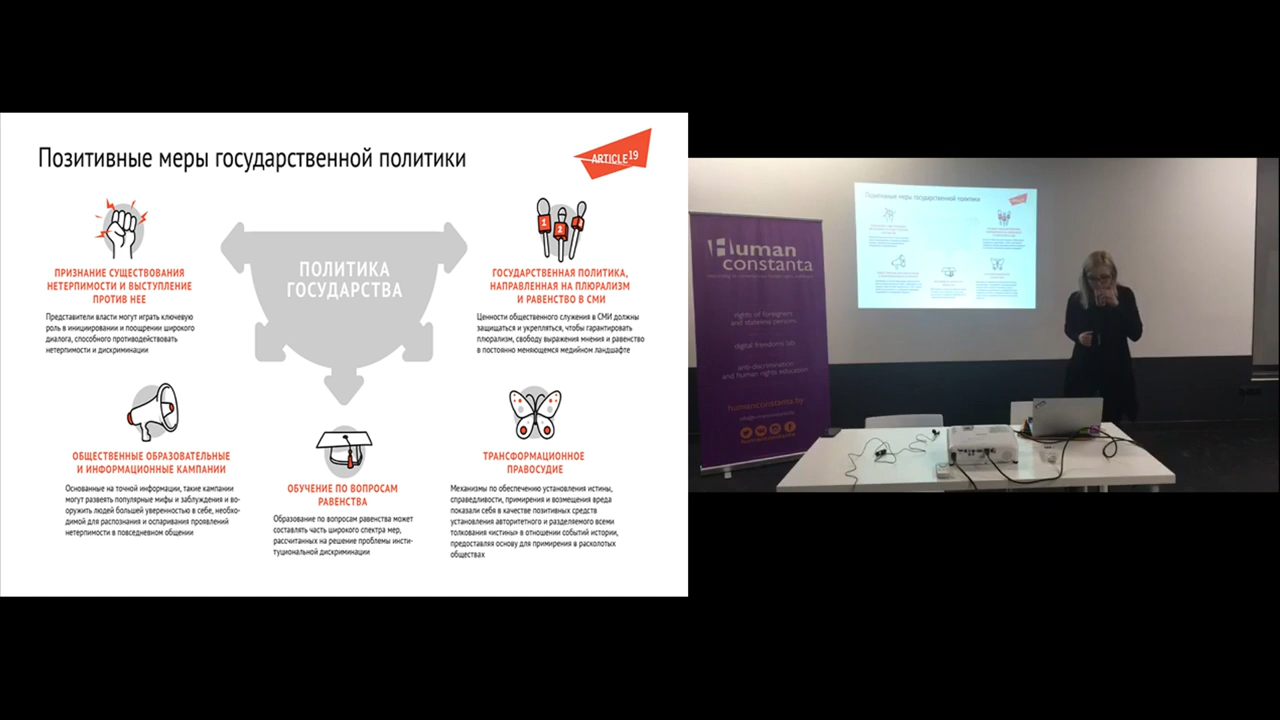 Позитивные меры государственной политики
ARTICLE 19
ПРИЗНАНИЕ СУЩЕСТВОВАНИЯ
НЕТЕРПИМОСТИ И ВЫСТУПЛЕНИЕ
ПРОТИВ НЕЕ
Представители власти могут играть ключевую
роль в инициировании и поощрении широкого
диалога, способного противодействовать
нетерпимости и дискриминации
ПОЛИТИКА
ГОСУДАРСТВА
1
1
1
ГОСУДАРСТВЕННАЯ ПОЛИТИКА,
НАПРАВЛЕННАЯ НА ПЛЮРАЛИЗМ
И РАВЕНСТВО В СМИ
Ценности общественного служения в СМИ должны
защищаться и укрепляться, чтобы гарантировать
плюрализм, свободу выражения мнения и равенство
в постоянно меняющемся медийном ландшафте
ОБЩЕСТВЕННЫЕ ОБРАЗОВАТЕЛЬНЫЕ
И ИНФОРМАЦИОННЫЕ КАМПАНИИ
Основанные на точной информации, такие кампании
могут развеять популярные мифы и заблуждения и во-
оружить людей большей уверенностью в себе, необхо-
димой для распознания и оспаривания проявлений
нетерпимости в повседневном общении
ОБУЧЕНИЕ ПО ВОПРОСАМ
РАВЕНСТВА
Образование по вопросам равенства может
составлять часть широкого спектра мер,
рассчитанных на решение проблемы инсти-
туциональной дискриминации
ТРАНСФОРМАЦИОННОЕ
ПРАВОСУДИЕ
Механизмы по обеспечению установления истины,
справедливости, примирения и возмещения вреда
показали себя в качестве позитивных средств
установления авторитетного и разделяемого всеми
толкования «истины» в отношении событий истории,
предоставляя основу для примирения в расколотых
обществах
Human
constanta
rights of foreigners
and stateless persons
digital freedoms lab
anti-discrimination
and human rights education
humanconstanta.by
humanconstanta
Позитивные меры государственной политики